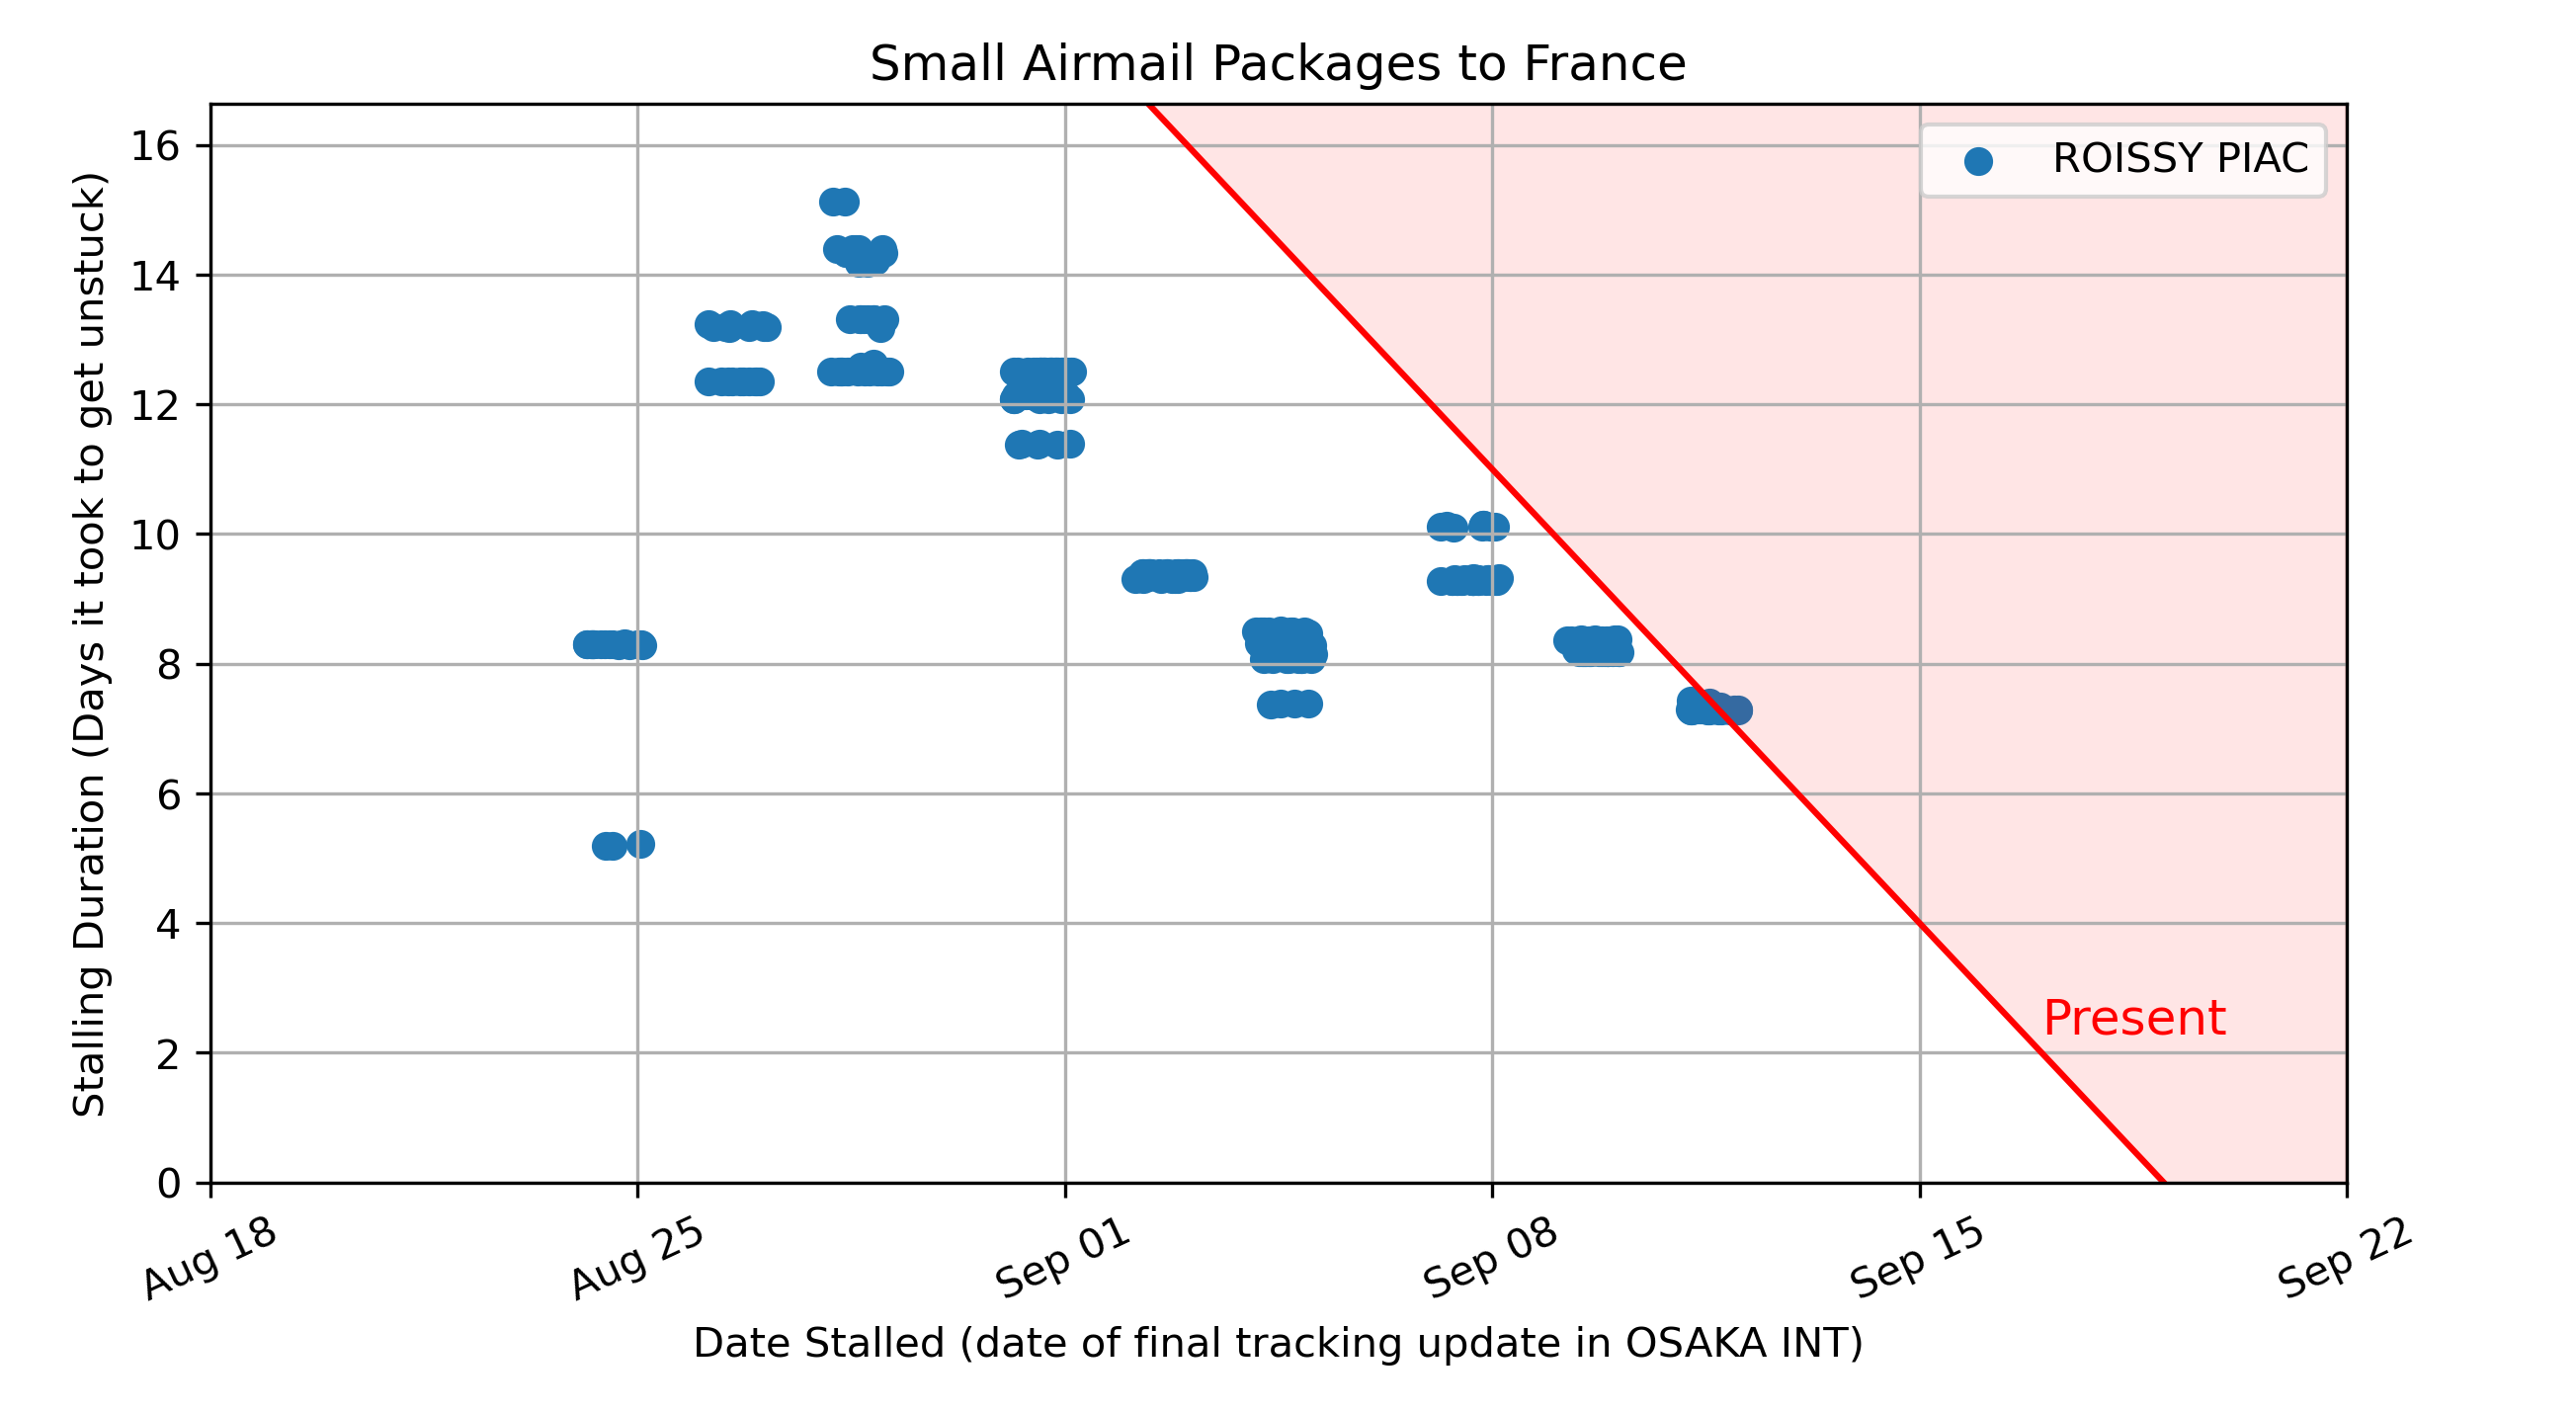 Small Airmail Packages to France
Stalling Duration (Days it took to get unstuck)
16
14
12
10
8
6
4
2
0
ROISSY PIAC
Present
Aug 18
Aug 25
Sep 01
Sep 08
Sep 15
Sep 22
Date Stalled (date of final tracking update in OSAKA INT)